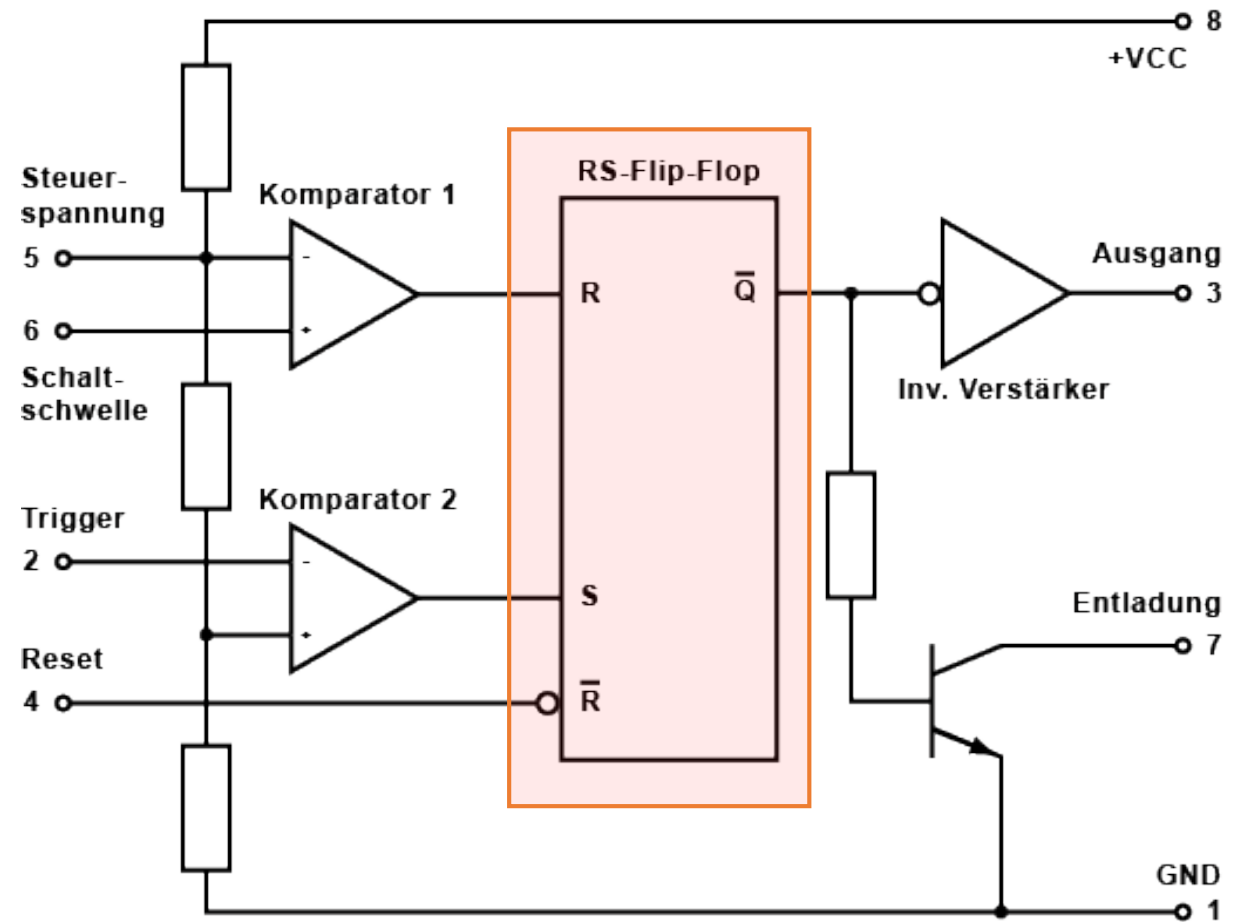 8
+VCC
RS-Flip-Flop
Steuer-
spannung
5
Komparator 1
-
+
6
Schalt-
schwelle
R
Q̅
Ausgang
3
Inv. Verstärker
Komparator 2
Trigger
2
-
+
S
Reset
4
R̅
Entladung
7
GND
1